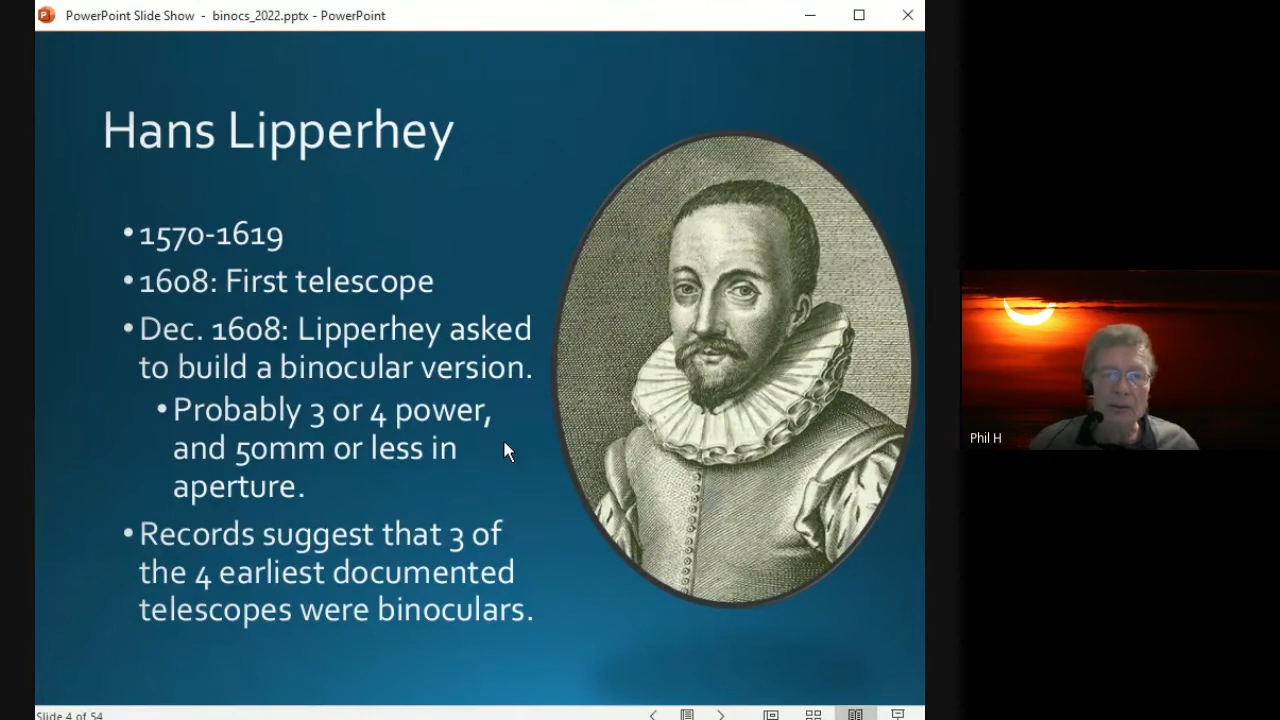 PowerPoint Slide Show - binocs_2022.pptx - PowerPoint
Hans Lipperhey
•1570-1619
•1608: First telescope
•Dec. 1608: Lipperhey asked
to build a binocular version.
•Probably 3 or 4 power,
and 50mm or less in
aperture.
•Records suggest that 3 of
the 4 earliest documented
telescopes were binoculars.
Phil H
Slide 4 of 54